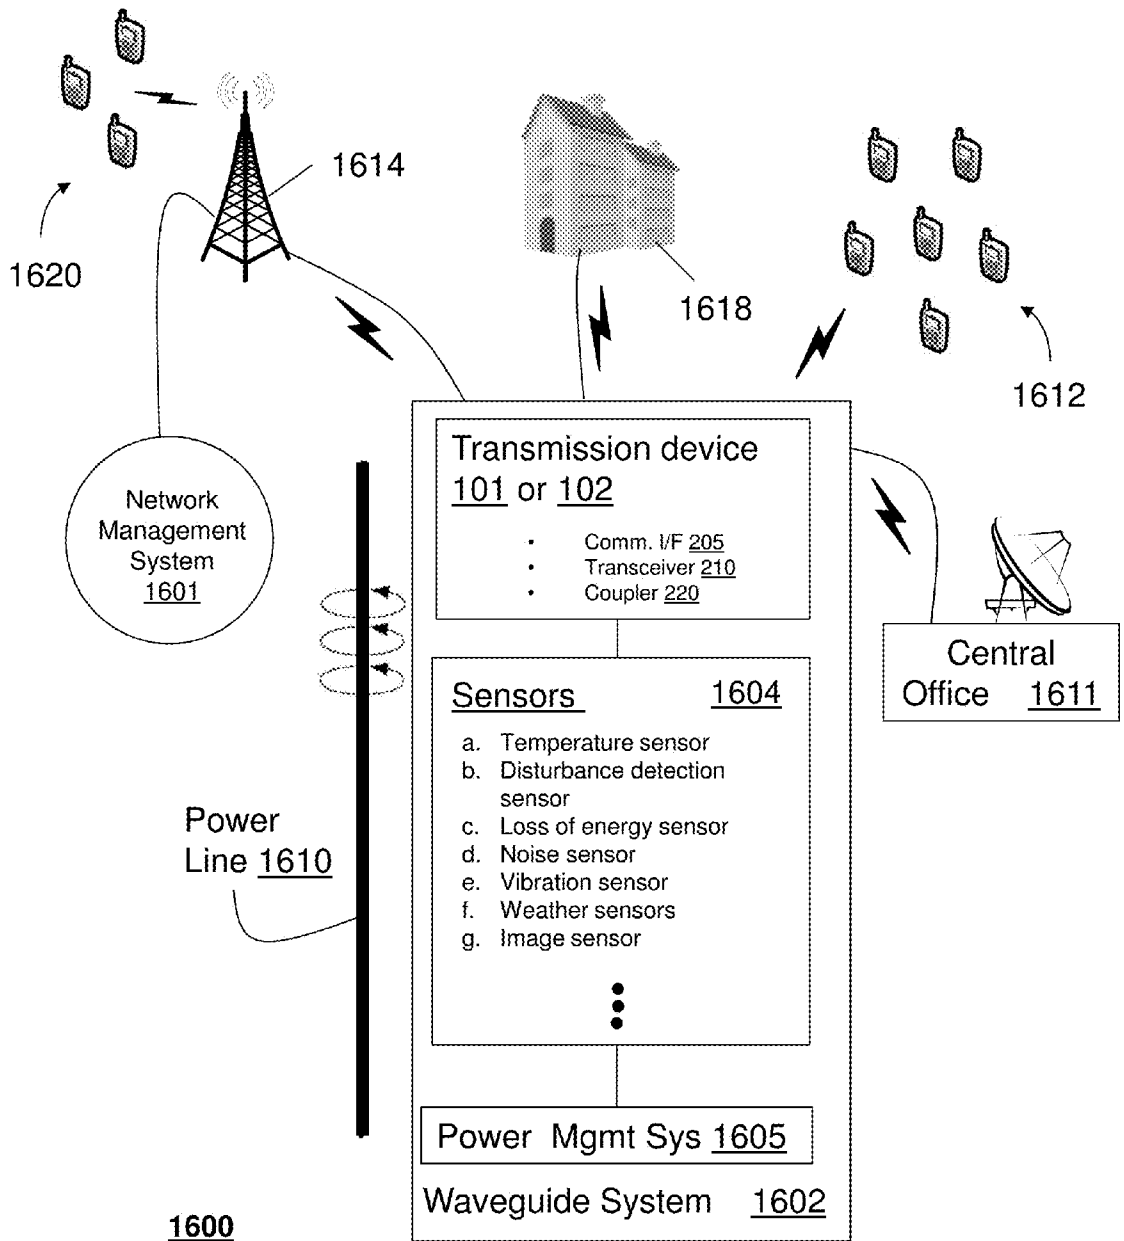 1614
1620
1618
1612
Network
Management
System
1601
Transmission device
101 or 102
• Comm. I/F 205
• Transceiver 210
• Coupler 220
Central
Office 1611
Sensors 1604
a. Temperature sensor
b. Disturbance detection
sensor
c. Loss of energy sensor
d. Noise sensor
e. Vibration sensor
f. Weather sensors
g. Image sensor
Power
Line 1610
Power Mgmt Sys 1605
Waveguide System 1602
1600